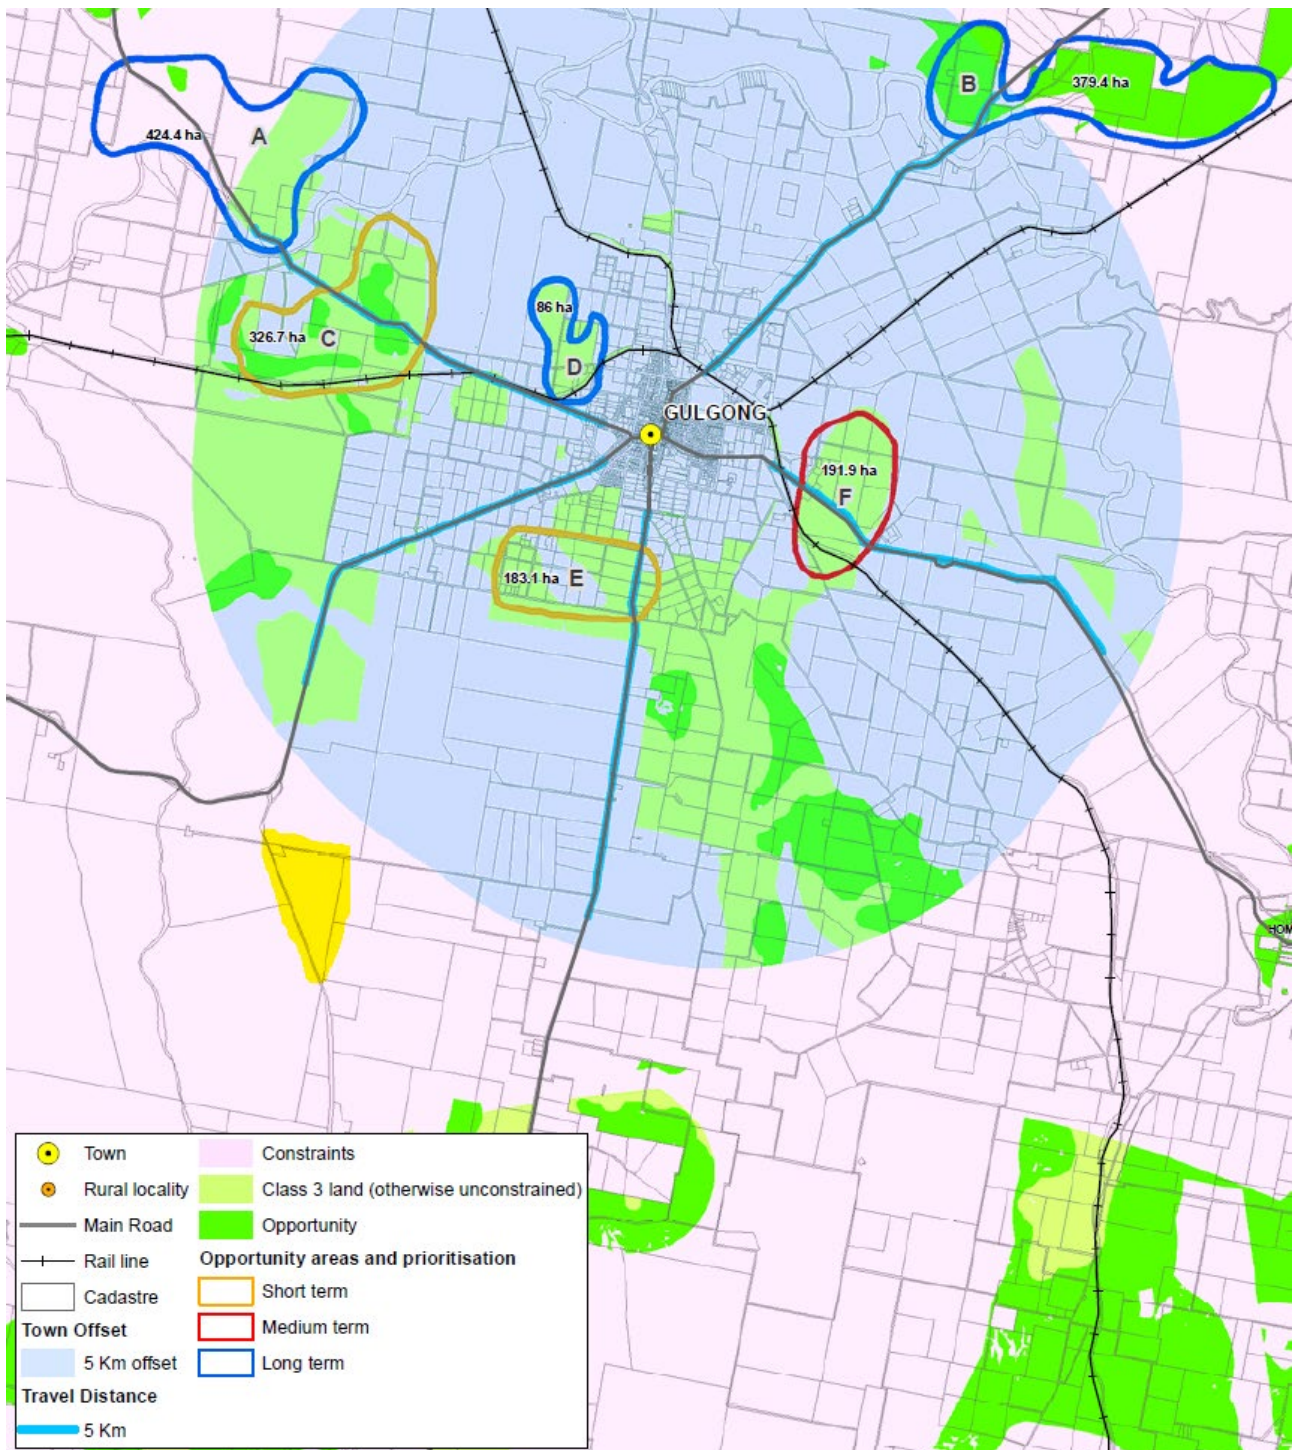 B
379.4 ha
A
424.4 ha
86 ha
326.7 ha
C
D
GULGONG
191.9 ha
F
183.1 ha
E
HOM
Town
Rural locality
Main Road
Rail line
Cadastre
Town Offset
5 Km offset
Travel Distance
5 Km
Constraints
Class 3 land (otherwise unconstrained)
Opportunity
Opportunity areas and prioritisation
Short term
Medium term
Long term